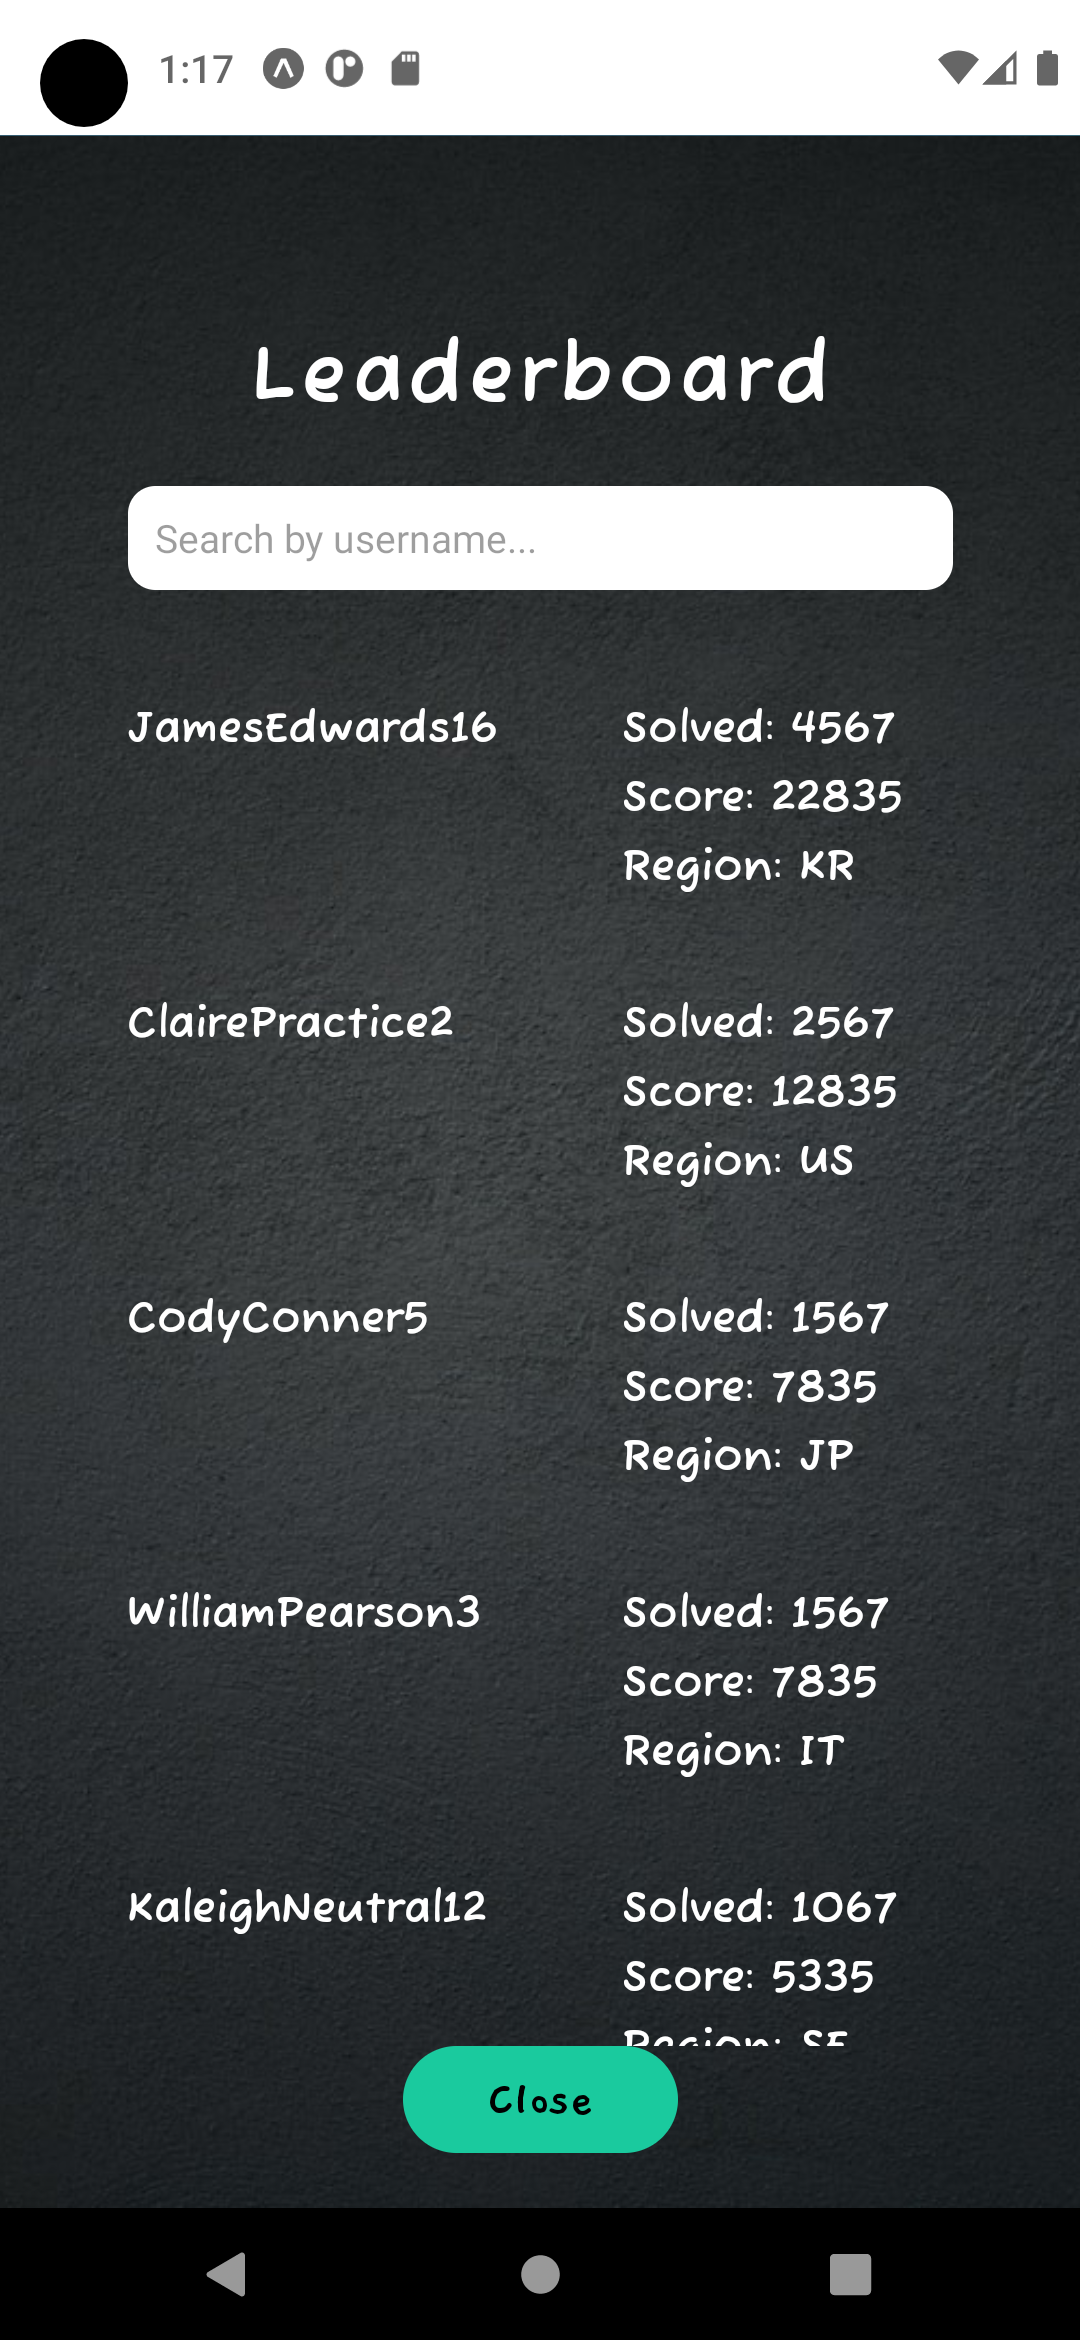 1:17
Leaderboard
Search by username...
JamesEdwards16
Solved: 4567
Score: 22835
Region: KR
ClairePractice2
Solved: 2567
Score: 12835
Region: US
CodyConner5
Solved: 1567
Score: 7835
Region: JP
WilliamPearson3
Solved: 1567
Score: 7835
Region: IT
KaleighNeutral12
Solved: 1067
Score: 5335
Region: SE
Close